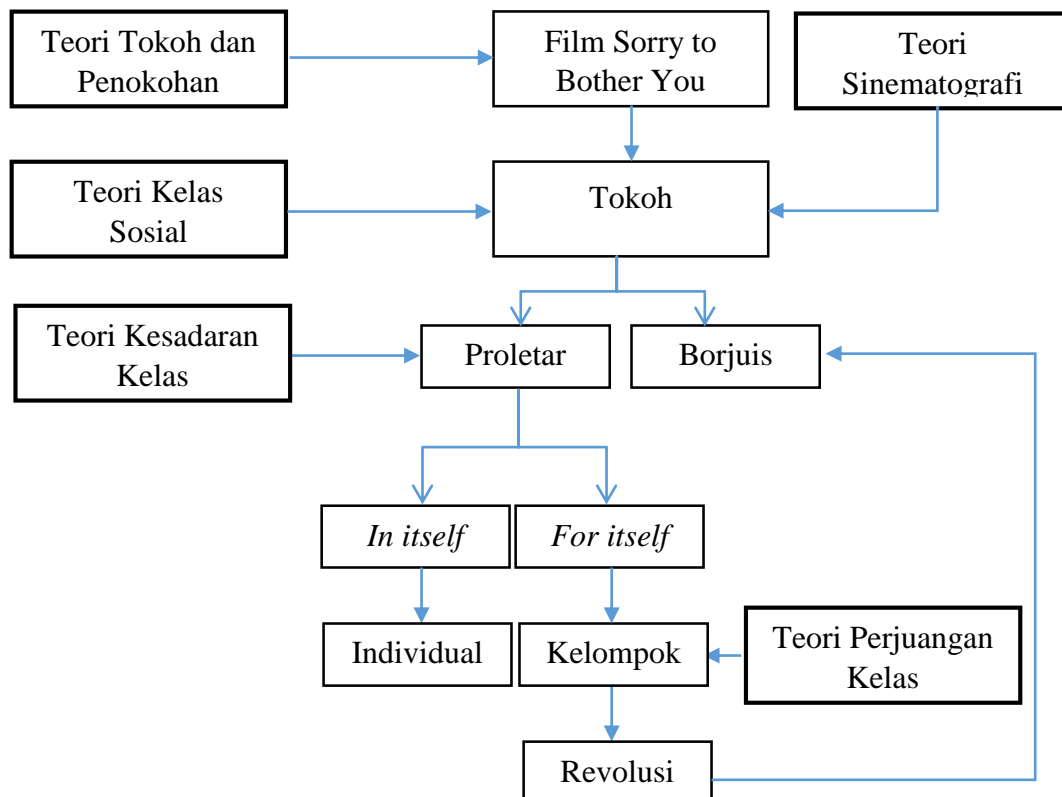 Teori Tokoh dan
Penokohan
Film Sorry to
Bother You
Teori
Sinematografi
Teori Kelas
Sosial
Tokoh
Teori Kesadaran
Kelas
Proletar
Borjuis
In itself
For itself
Individual
Kelompok
Teori Perjuangan
Kelas
Revolusi